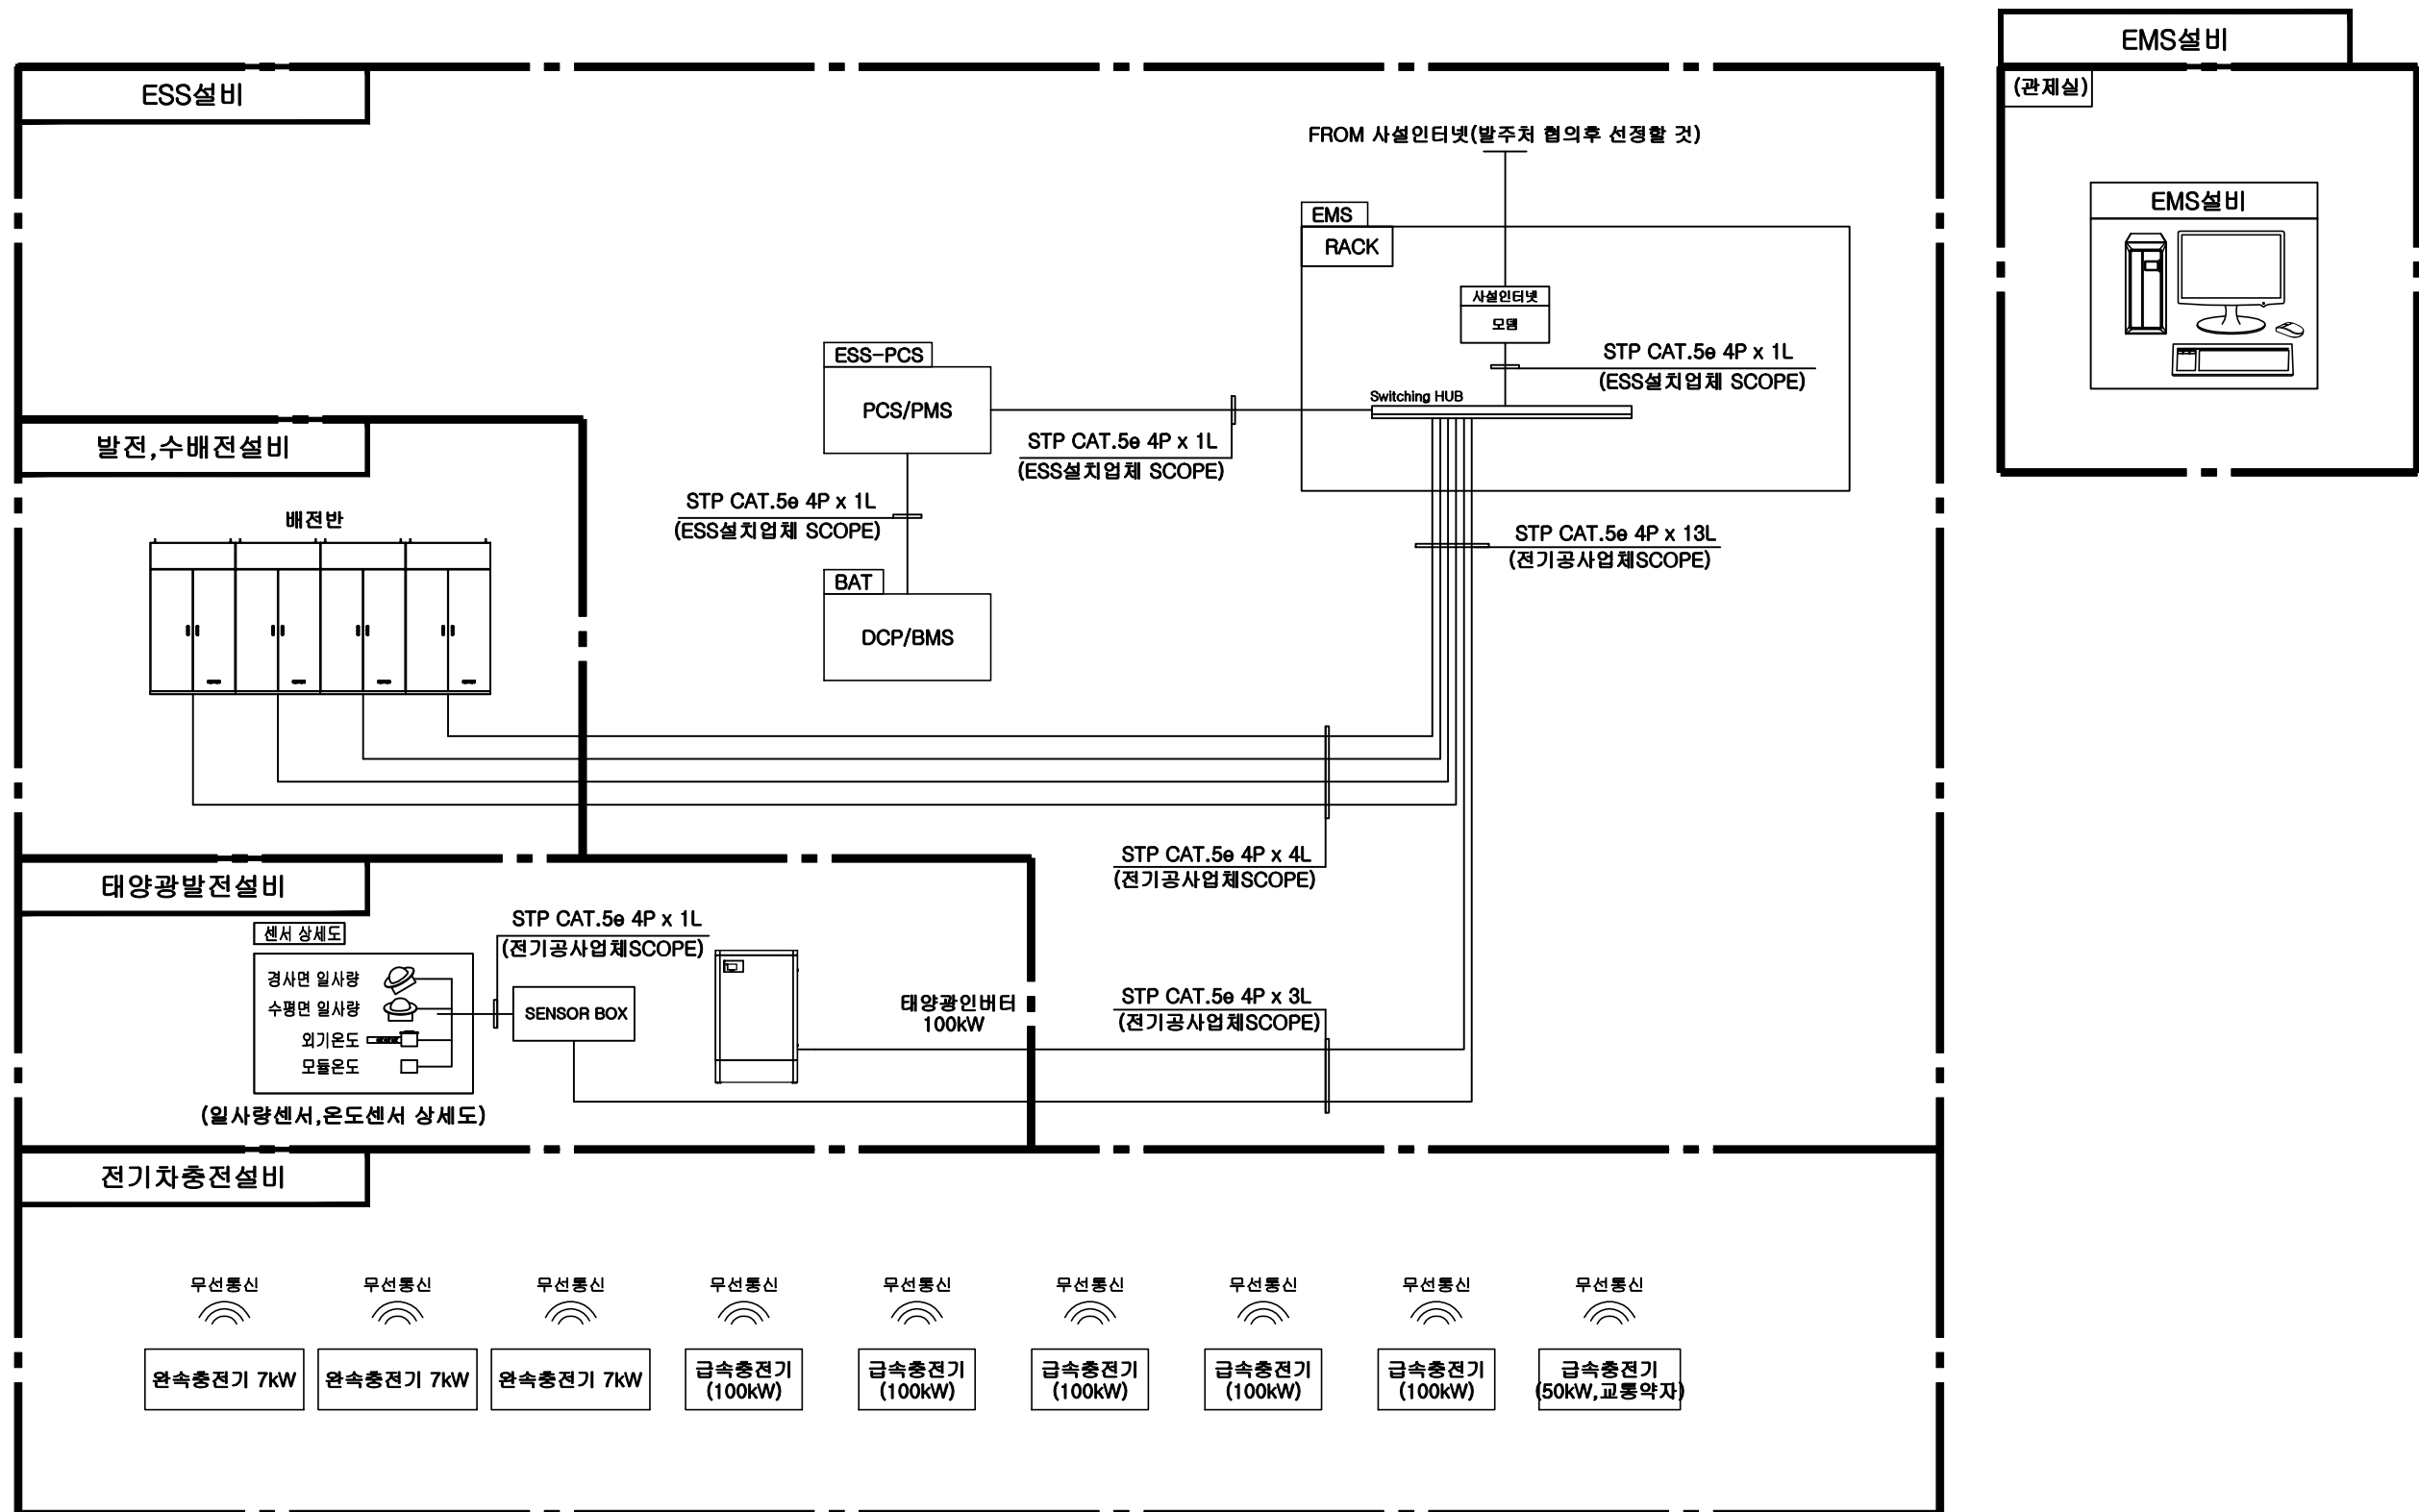 EMS설비
(관제실)
EMS설비
ESS설비
FROM 사설인터넷(발주처 협의후 선정할 것)
EMS
RACK
사설인터넷
모뎀
STP CAT.5e 4P x 1L
(ESS설치업체 SCOPE)
Switching HUB
ESS-PCS
PCS/PMS
STP CAT.5e 4P x 1L
(ESS설치업체 SCOPE)
STP CAT.5e 4P x 1L
(ESS설치업체 SCOPE)
BAT
DCP/BMS
STP CAT.5e 4P x 13L
(전기공사업체SCOPE)
발전,수배전설비
배전반
STP CAT.5e 4P x 4L
(전기공사업체SCOPE)
태양광발전설비
센서 상세도
경사면 일사량
수평면 일사량
외기온도
모듈온도
(일사량센서,온도센서 상세도)
STP CAT.5e 4P x 1L
(전기공사업체SCOPE)
SENSOR BOX
태양광인버터
100kW
STP CAT.5e 4P x 3L
(전기공사업체SCOPE)
전기차충전설비
무선통신
무선통신
무선통신
무선통신
무선통신
무선통신
무선통신
무선통신
무선통신
완속충전기 7kW
완속충전기 7kW
완속충전기 7kW
급속충전기
(100kW)
급속충전기
(100kW)
급속충전기
(100kW)
급속충전기
(100kW)
급속충전기
(100kW)
급속충전기
(50kW,교통약자)